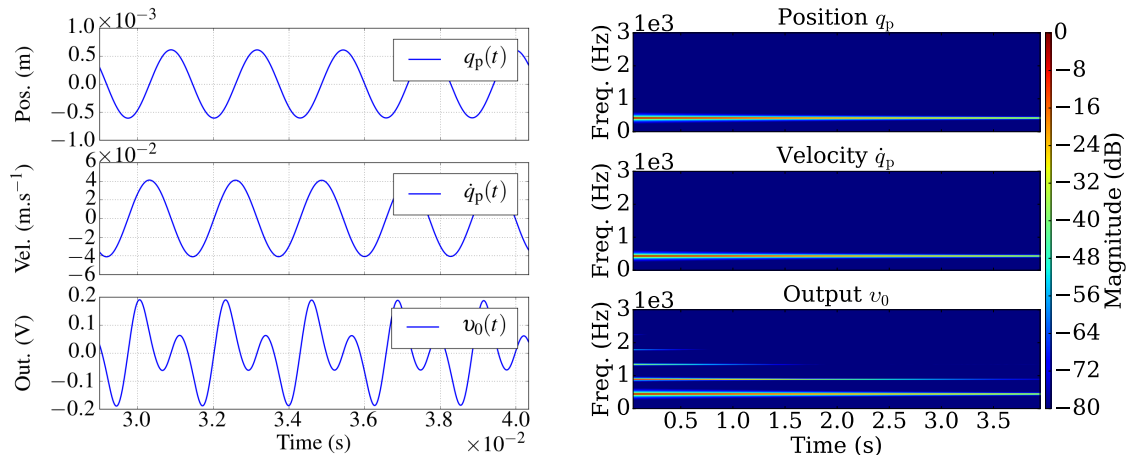 1.0 ×10⁻³
0.5
0.0
−0.5
−1.0
Pos. (m)
q_p(t)
6 ×10⁻²
4
2
0
−2
−4
−6
Vel. (m.s⁻¹)
q̇_p(t)
0.2
0.1
0.0
−0.1
−0.2
Out. (V)
v₀(t)
3.0 3.2 3.4 3.6 3.8 4.0
Time (s) ×10⁻²
Position q_p
3 1e3
2
1
0
Freq. (Hz)
Velocity q̇_p
3 1e3
2
1
0
Freq. (Hz)
Output v₀
3 1e3
2
1
0
Freq. (Hz)
0.5 1.0 1.5 2.0 2.5 3.0 3.5
Time (s)
0
−8
−16
−24
−32
−40
−48
−56
−64
−72
−80
Magnitude (dB)